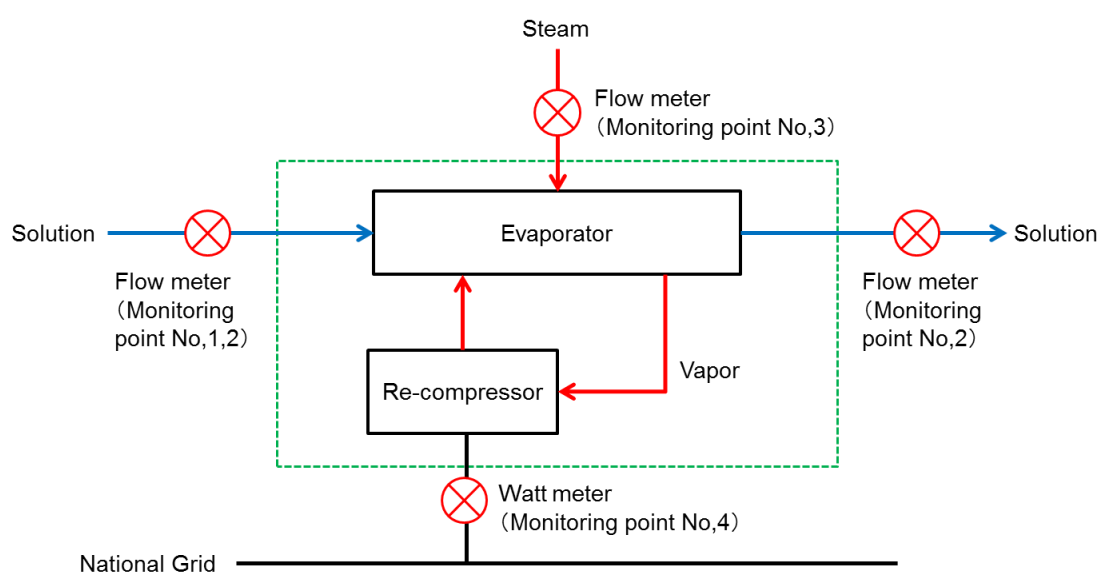 Steam
Flow meter
（Monitoring point No,3）
Solution
Evaporator
Solution
Flow meter
（Monitoring
point No,1,2）
Flow meter
（Monitoring
point No,2）
Vapor
Re-compressor
Watt meter
（Monitoring point No,4）
National Grid